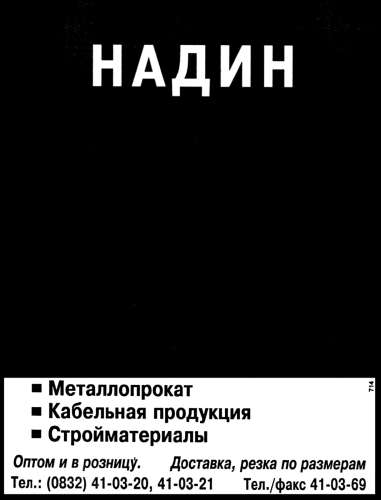 НАДИН
714
▪ Металлопрокат
▪ Кабельная продукция
▪ Стройматериалы
Оптом и в розницу. Доставка, резка по размерам
Тел.: (0832) 41-03-20, 41-03-21 Тел./факс 41-03-69